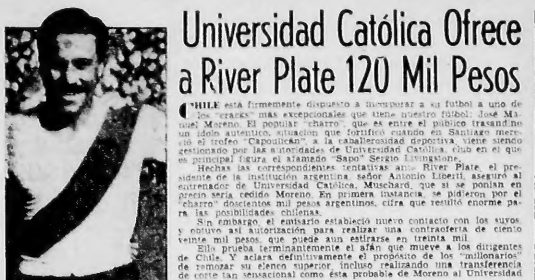 Universidad Católica Ofrece
a River Plate 120 Mil Pesos
CHILE está firmemente dispuesto a incorporar a su fútbol a uno de
los "cracks" más excepcionales que tiene nuestro fútbol: José Ma
nuel Moreno. El popular "charro", que es entre el público trasandino
un ídolo auténtico, situación que fortificó cuando en Santiago mere-
ció el trofeo "Caupolicán" a la caballerosidad deportiva, viene siendo
gestionado por las autoridades de Universidad Católica, club en el que
es principal figura el afamado "Sapo" Sergio Livingstone.
Hechas las correspondientes tentativas ante River Plate, el pre-
sidente de la institución argentina, señor Antonio Liberti, aseguró al
entrenador de Universidad Católica, Muschard, que si se ponían en
precio sería cedido Moreno. En primera instancia, se pidieron por el
"charro" doscientos mil pesos argentinos, cifra que resultó enorme pa-
ra las posibilidades chilenas.
Sin embargo, el emisario estableció nuevo contacto con los suyos,
y obtuvo así autorización para realizar una contraoferta de ciento
veinte mil pesos, que puede aun estirarse en treinta mil.
Ello prueba terminantemente el afán que mueve a los dirigentes
de Chile. Y aclara definitivamente el propósito de los "millonarios"
de remozar su elenco superior, incluso realizando una transferencia
de corte tan sensacional como ésta probable de Moreno al Universidad